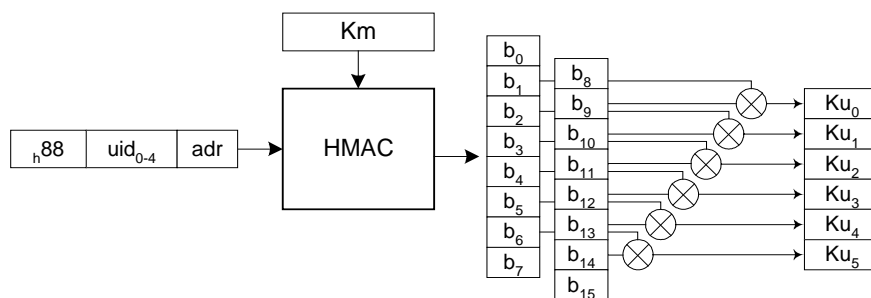 Km
HMAC
ₕ88 uid₀₋₄ adr
b₀
b₁
b₂
b₃
b₄
b₅
b₆
b₇
b₈
b₉
b₁₀
b₁₁
b₁₂
b₁₃
b₁₄
b₁₅
Ku₀
Ku₁
Ku₂
Ku₃
Ku₄
Ku₅